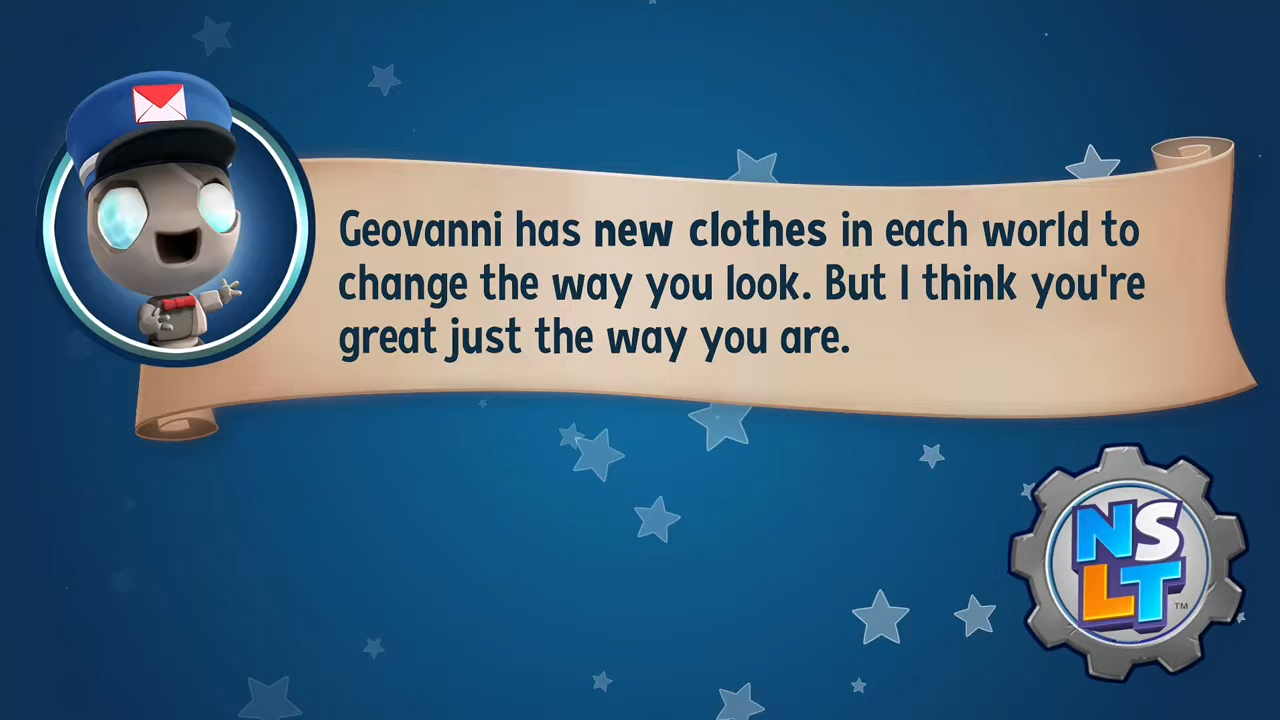 Geovanni has new clothes in each world to
change the way you look. But I think you're
great just the way you are.
NS
LT
TM